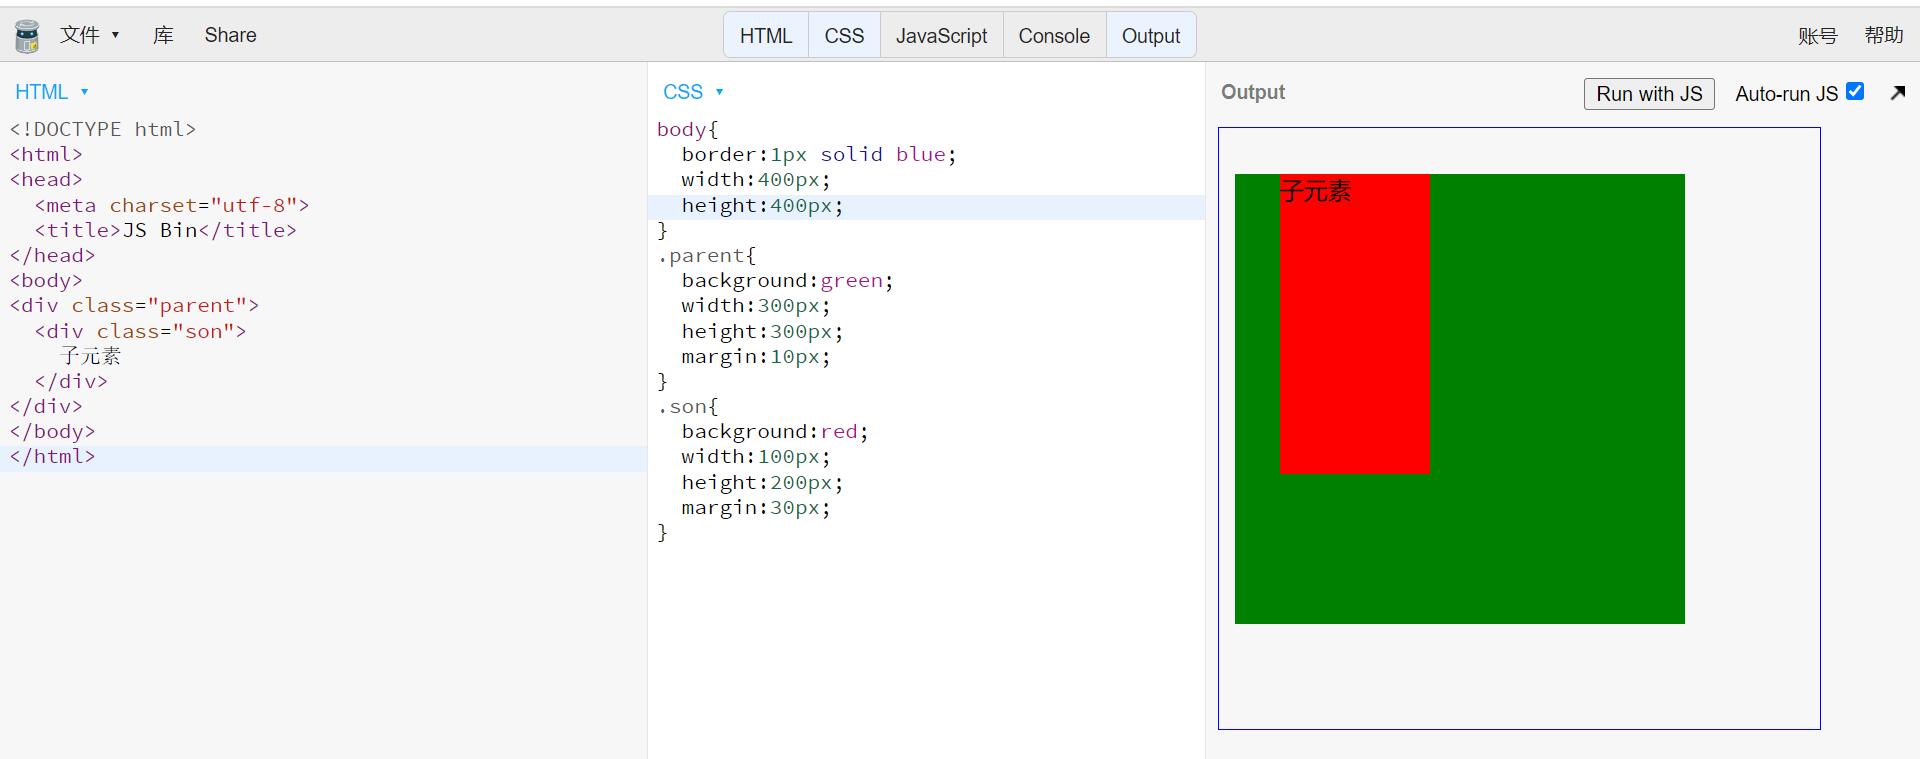 文件 ▼ 库 Share HTML CSS JavaScript Console Output 账号 帮助
HTML ▼
<!DOCTYPE html>
<html>
<head>
  <meta charset="utf-8">
  <title>JS Bin</title>
</head>
<body>
<div class="parent">
  <div class="son">
    子元素
  </div>
</div>
</body>
</html>
CSS ▼
body{
  border:1px solid blue;
  width:400px;
  height:400px;
}
.parent{
  background:green;
  width:300px;
  height:300px;
  margin:10px;
}
.son{
  background:red;
  width:100px;
  height:200px;
  margin:30px;
}
Output Run with JS Auto-run JS
子元素